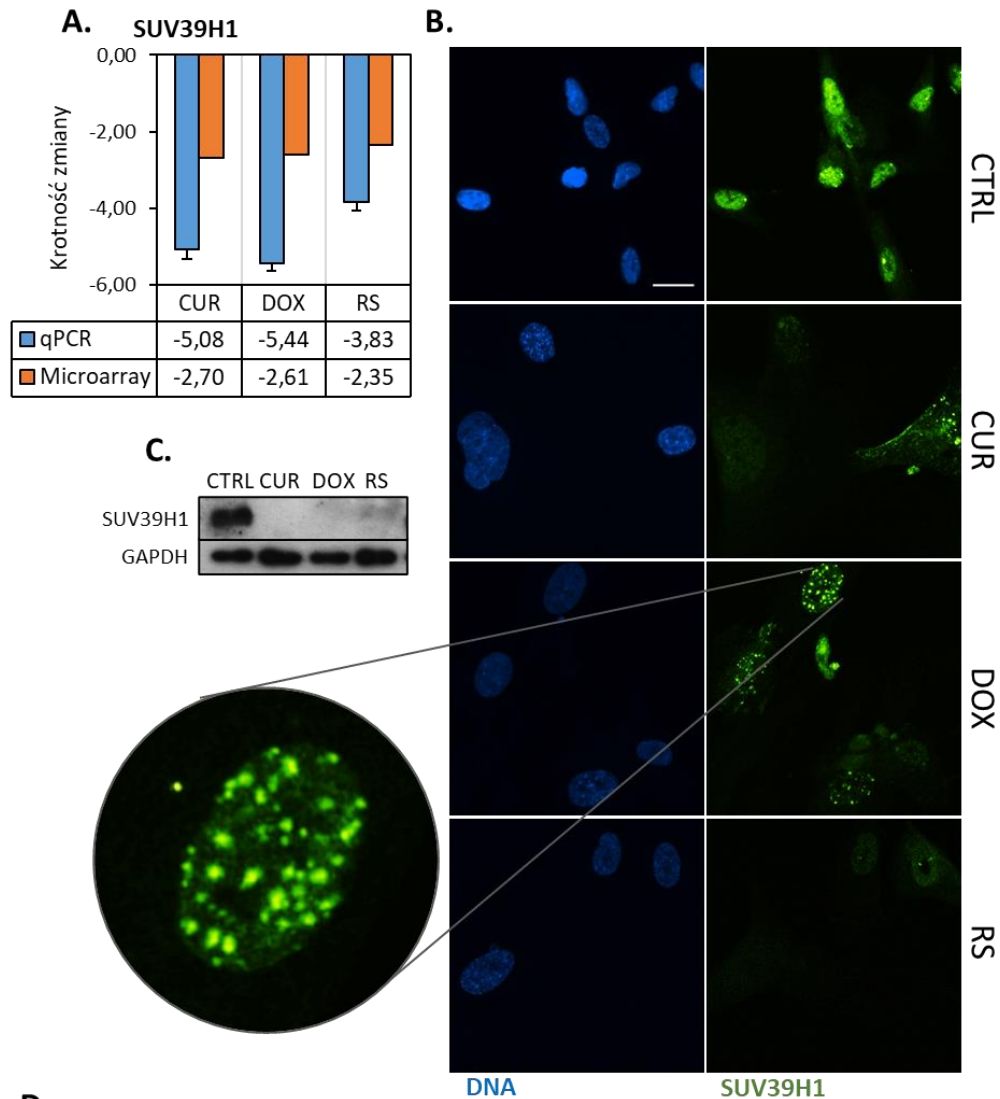 A.
SUV39H1
Krotność zmiany
0,00
-2,00
-4,00
-6,00
CUR DOX RS
qPCR -5,08 -5,44 -3,83
Microarray -2,70 -2,61 -2,35
B.
CTRL
CUR
DOX
RS
DNA SUV39H1
C.
CTRL CUR DOX RS
SUV39H1
GAPDH